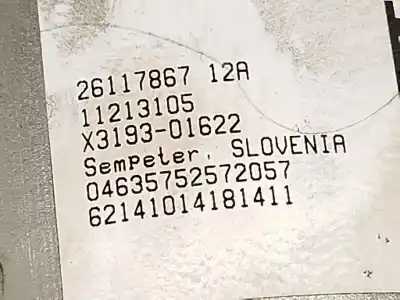 26117867 12A
11213105
X3193-01622
Sempeter, SLOVENIA
04635752572057
62141014181411